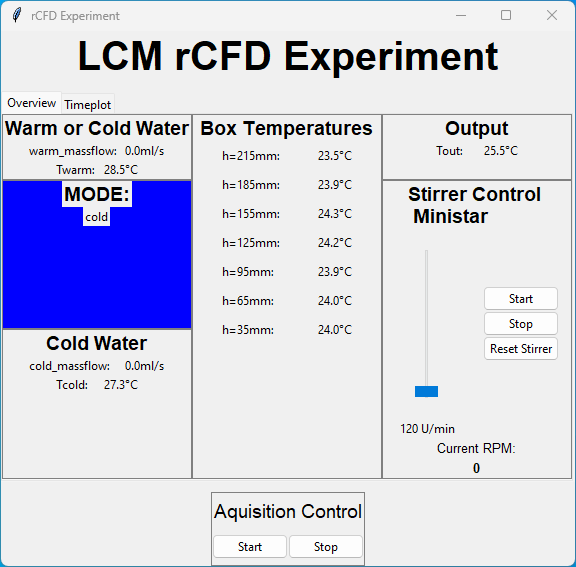 rCFD Experiment
LCM rCFD Experiment
Overview Timeplot
Warm or Cold Water
warm_massflow: 0.0ml/s
Twarm: 28.5°C
MODE:
cold
Cold Water
cold_massflow: 0.0ml/s
Tcold: 27.3°C
Box Temperatures
h=215mm: 23.5°C
h=185mm: 23.9°C
h=155mm: 24.3°C
h=125mm: 24.2°C
h=95mm: 23.9°C
h=65mm: 24.0°C
h=35mm: 24.0°C
Output
Tout: 25.5°C
Stirrer Control
Ministar
Start
Stop
Reset Stirrer
120 U/min
Current RPM:
0
Aquisition Control
Start Stop